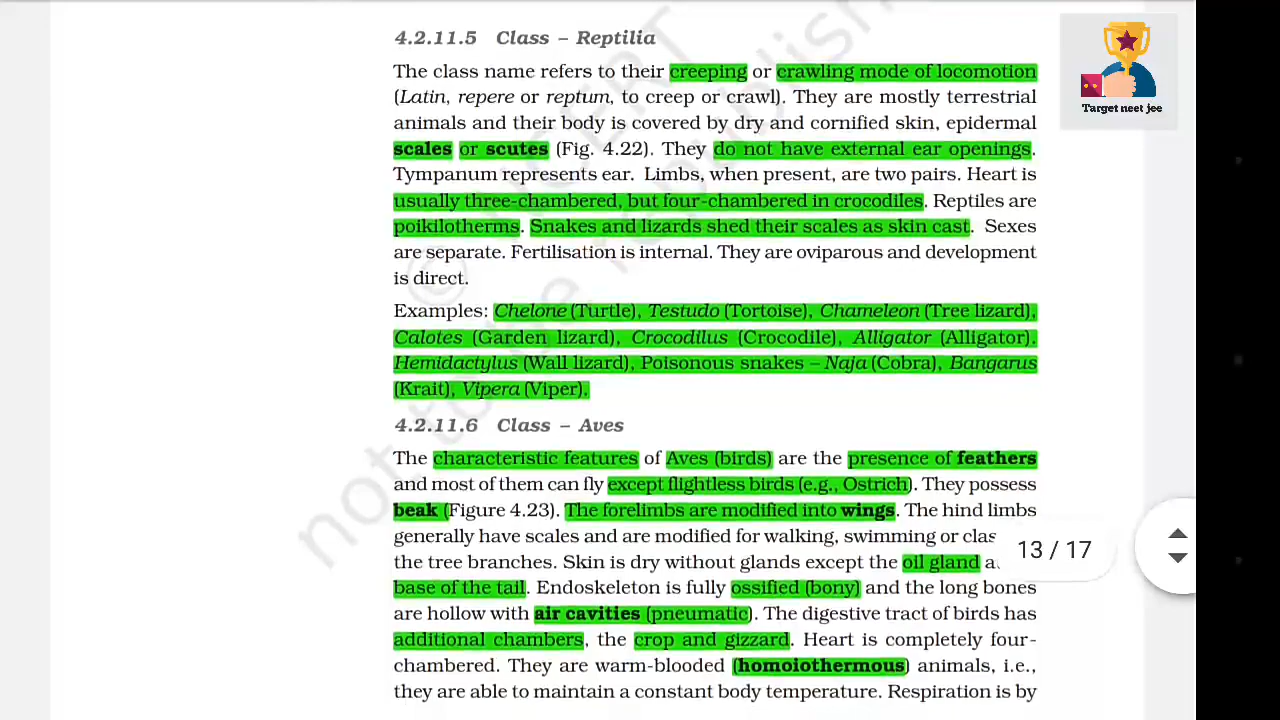 4.2.11.5 Class – Reptilia
Target neet jee
The class name refers to their creeping or crawling mode of locomotion
(Latin, repere or reptum, to creep or crawl). They are mostly terrestrial
animals and their body is covered by dry and cornified skin, epidermal
scales or scutes (Fig. 4.22). They do not have external ear openings.
Tympanum represents ear. Limbs, when present, are two pairs. Heart is
usually three-chambered, but four-chambered in crocodiles. Reptiles are
poikilotherms. Snakes and lizards shed their scales as skin cast. Sexes
are separate. Fertilisation is internal. They are oviparous and development
is direct.
Examples: Chelone (Turtle), Testudo (Tortoise), Chameleon (Tree lizard),
Calotes (Garden lizard), Crocodilus (Crocodile), Alligator (Alligator).
Hemidactylus (Wall lizard), Poisonous snakes – Naja (Cobra), Bangarus
(Krait), Vipera (Viper).
4.2.11.6 Class – Aves
The characteristic features of Aves (birds) are the presence of feathers
and most of them can fly except flightless birds (e.g., Ostrich). They possess
beak (Figure 4.23). The forelimbs are modified into wings. The hind limbs
generally have scales and are modified for walking, swimming or clas
the tree branches. Skin is dry without glands except the oil gland a
13 / 17
base of the tail. Endoskeleton is fully ossified (bony) and the long bones
are hollow with air cavities (pneumatic). The digestive tract of birds has
additional chambers, the crop and gizzard. Heart is completely four-
chambered. They are warm-blooded (homoiothermous) animals, i.e.,
they are able to maintain a constant body temperature. Respiration is by